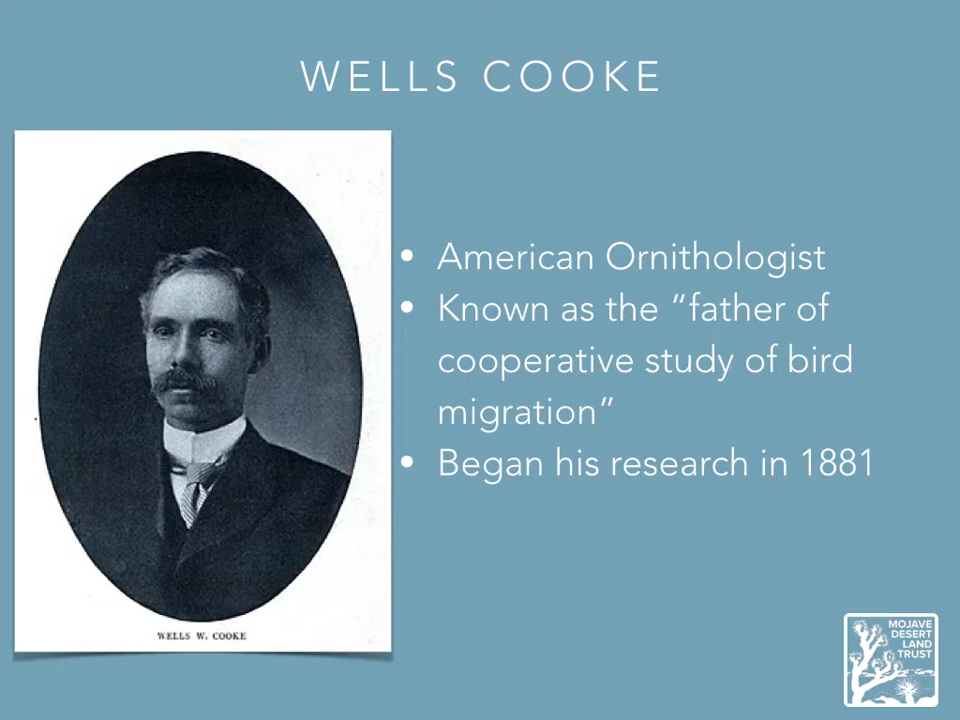 WELLS COOKE
• American Ornithologist
• Known as the “father of
cooperative study of bird
migration”
• Began his research in 1881
WELLS W. COOKE
MOJAVE
DESERT
LAND
TRUST